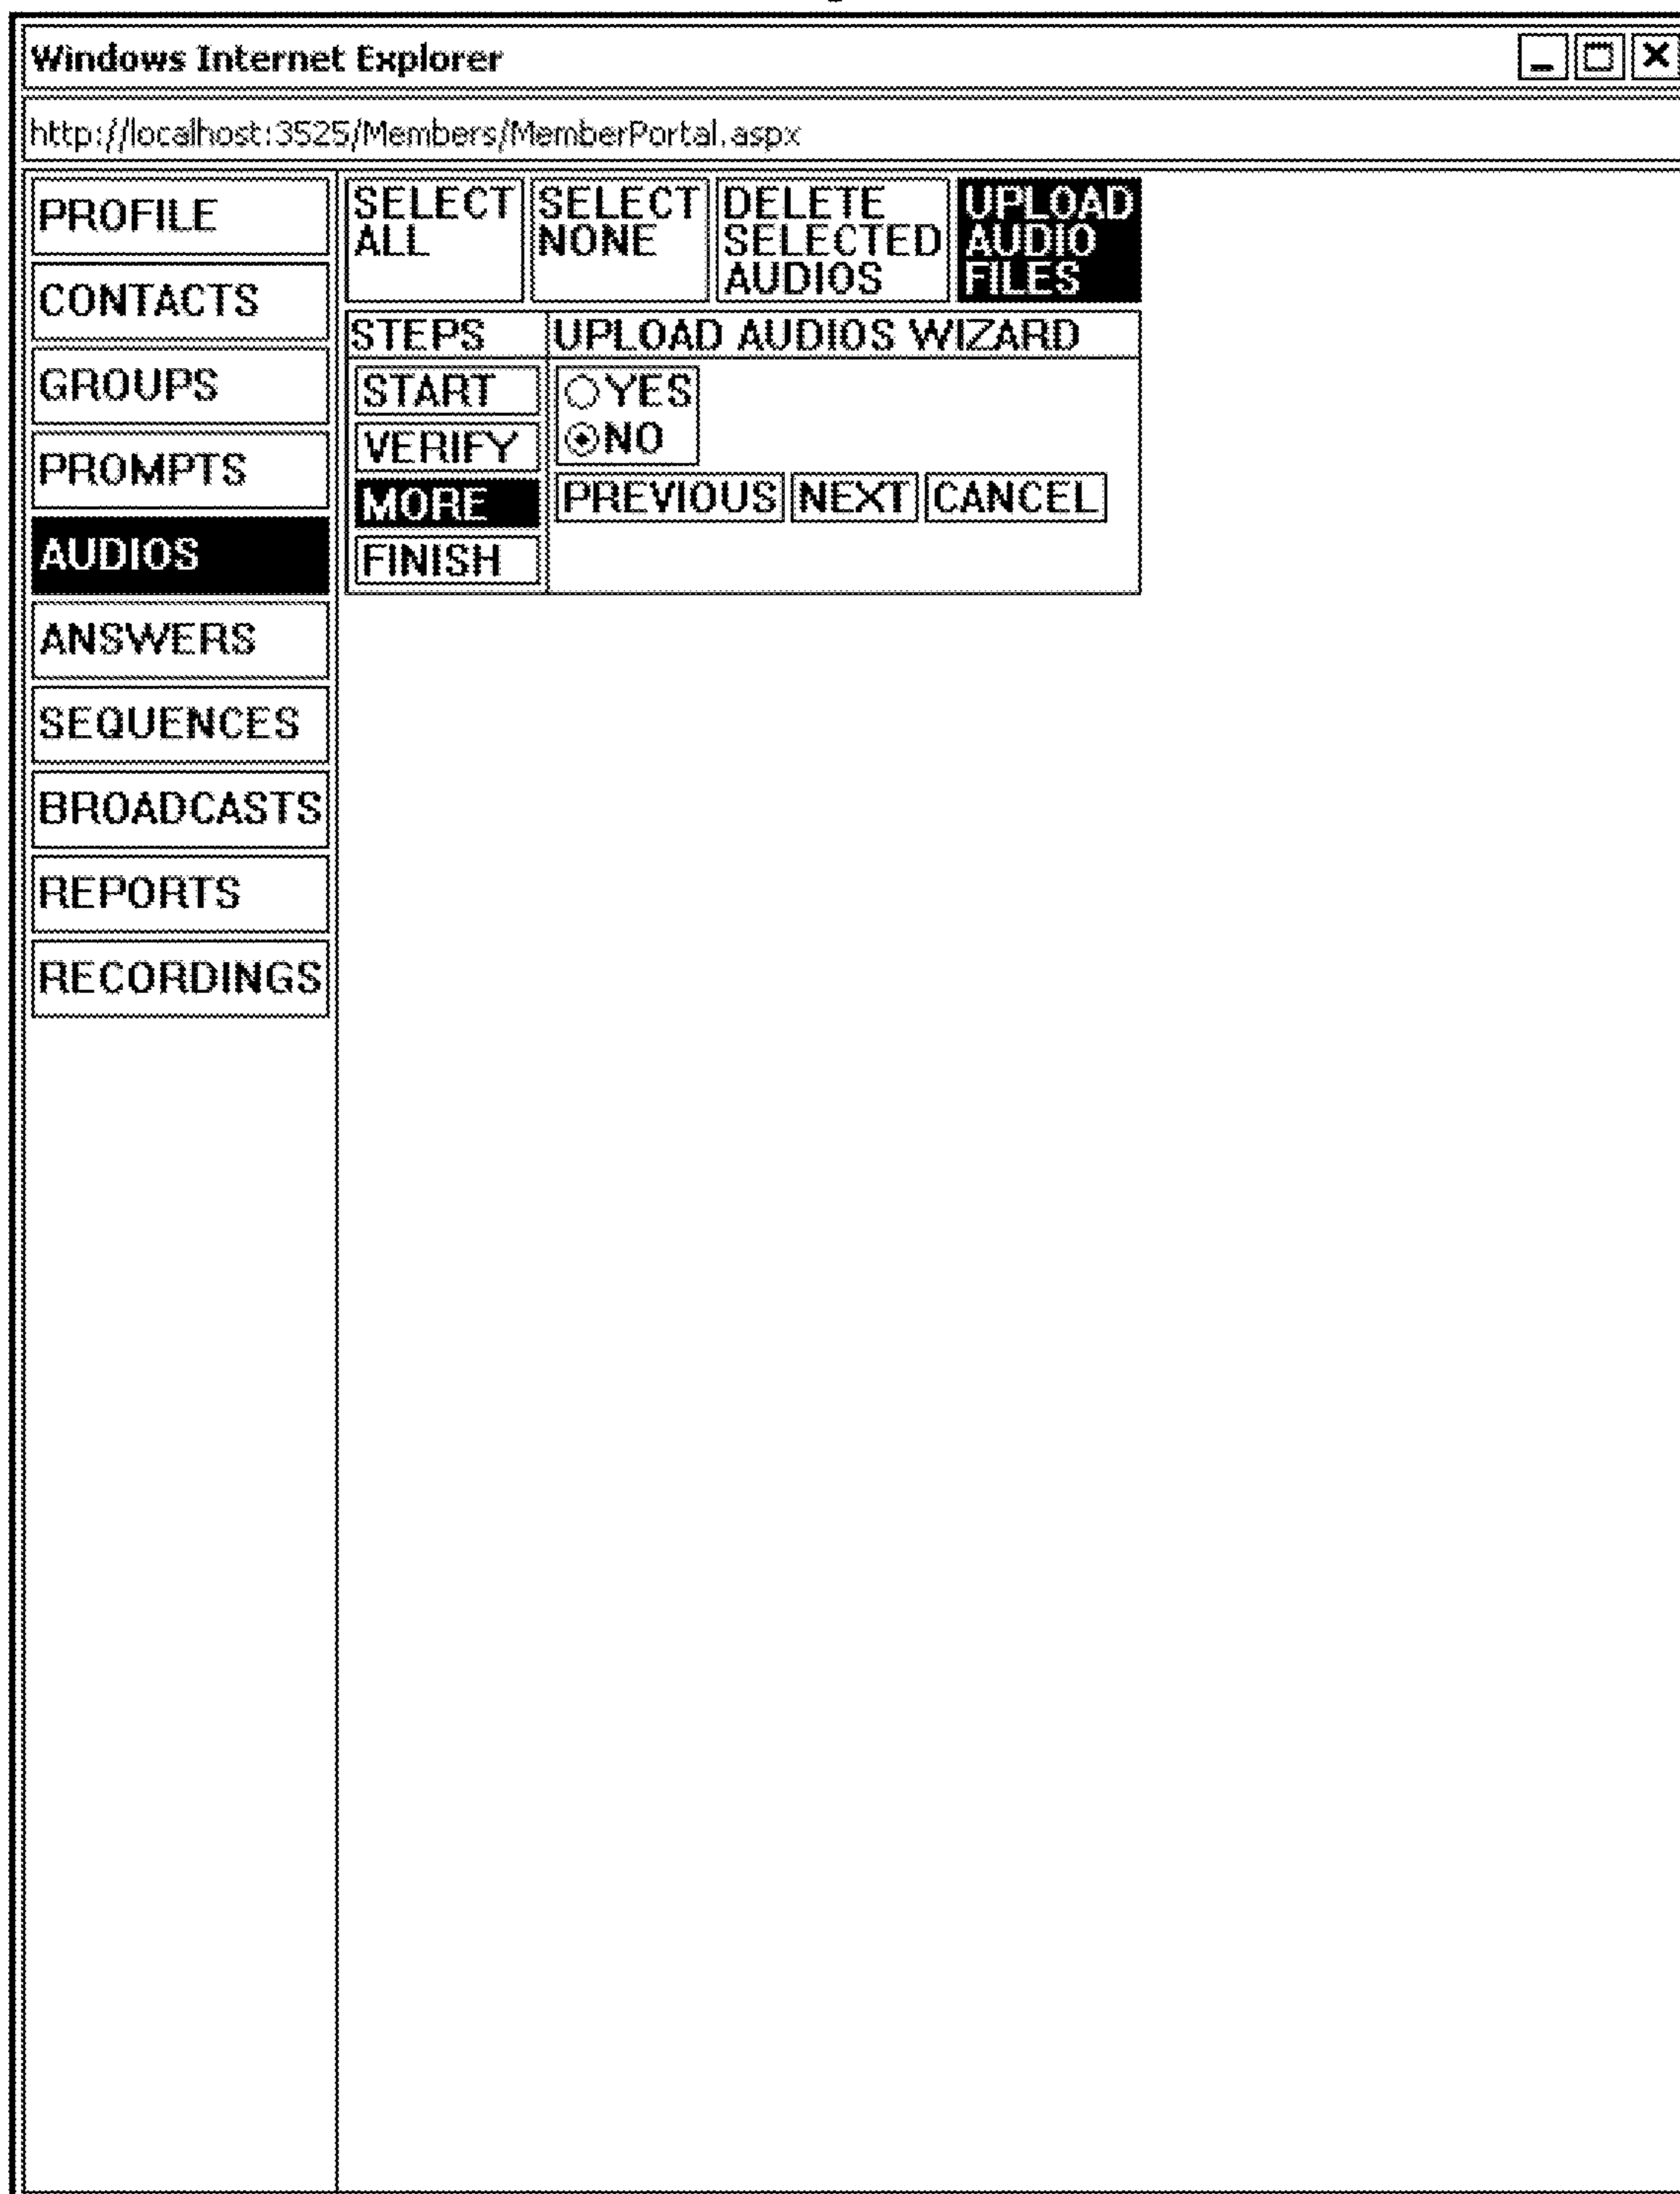 Windows Internet Explorer
http://localhost:3525/Members/MemberPortal.aspx
PROFILE
CONTACTS
GROUPS
PROMPTS
AUDIOS
ANSWERS
SEQUENCES
BROADCASTS
REPORTS
RECORDINGS
SELECT
ALL
SELECT
NONE
DELETE
SELECTED
AUDIOS
UPLOAD
AUDIO
FILES
STEPS
START
VERIFY
MORE
FINISH
UPLOAD AUDIOS WIZARD
YES
NO
PREVIOUS NEXT CANCEL